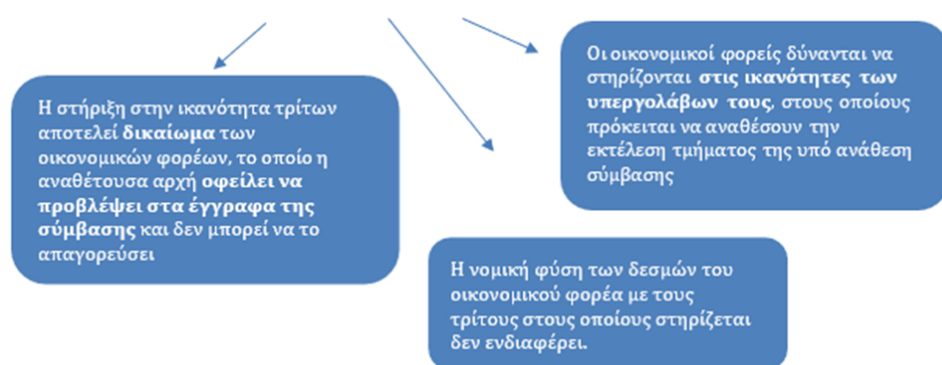 Η στήριξη στην ικανότητα τρίτων
αποτελεί δικαίωμα των
οικονομικών φορέων, το οποίο η
αναθέτουσα αρχή οφείλει να
προβλέψει στα έγγραφα της
σύμβασης και δεν μπορεί να το
απαγορεύσει
Οι οικονομικοί φορείς δύνανται να
στηρίζονται στις ικανότητες των
υπεργολάβων τους, στους οποίους
πρόκειται να αναθέσουν την
εκτέλεση τμήματος της υπό ανάθεση
σύμβασης
Η νομική φύση των δεσμών του
οικονομικού φορέα με τους
τρίτους στους οποίους στηρίζεται
δεν ενδιαφέρει.